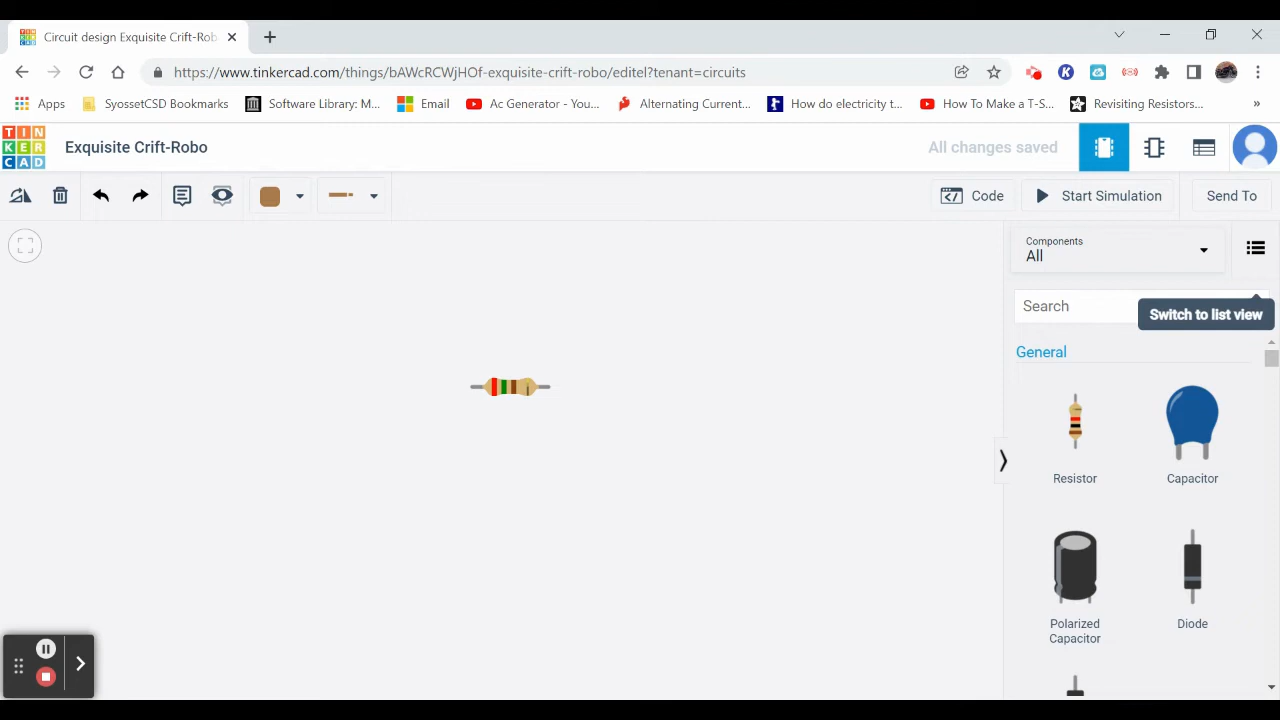 Circuit design Exquisite Crift-Rob
https://www.tinkercad.com/things/bAWcRCWjHOf-exquisite-crift-robo/editel?tenant=circuits
Apps
SyossetCSD Bookmarks
Software Library: M...
Email
Ac Generator - You...
Alternating Curr­ent...
How do electricity t...
How To Make a T-S...
Revisiting Resistors...
»
TIN
KER
CAD
Exquisite Crift-Robo
All changes saved
Code
Start Simulation
Send To
Components
All
Search
Switch to list view
General
Resistor
Capacitor
Polarized
Capacitor
Diode